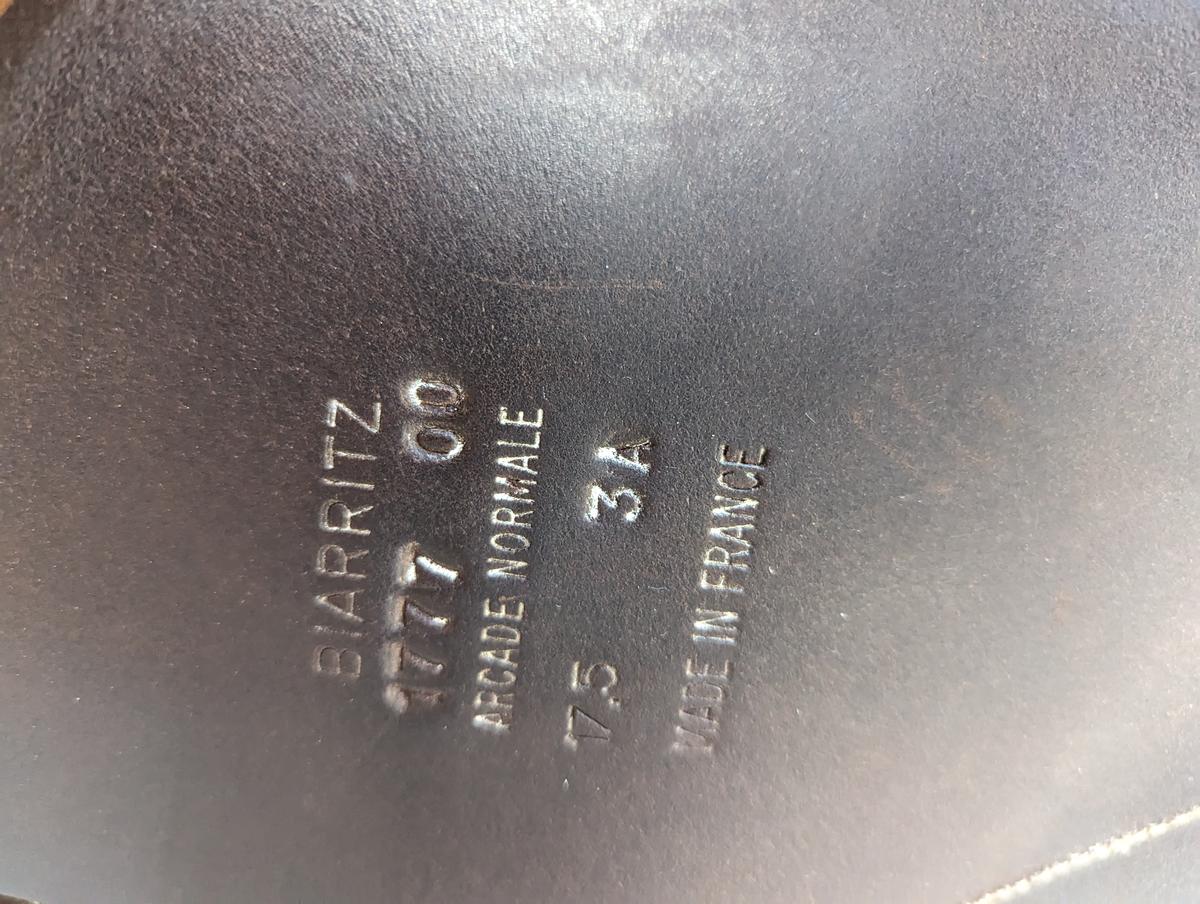 BIARRITZ
1777 00
ARCADE: NORMALE
17.5 3A
MADE IN FRANCE